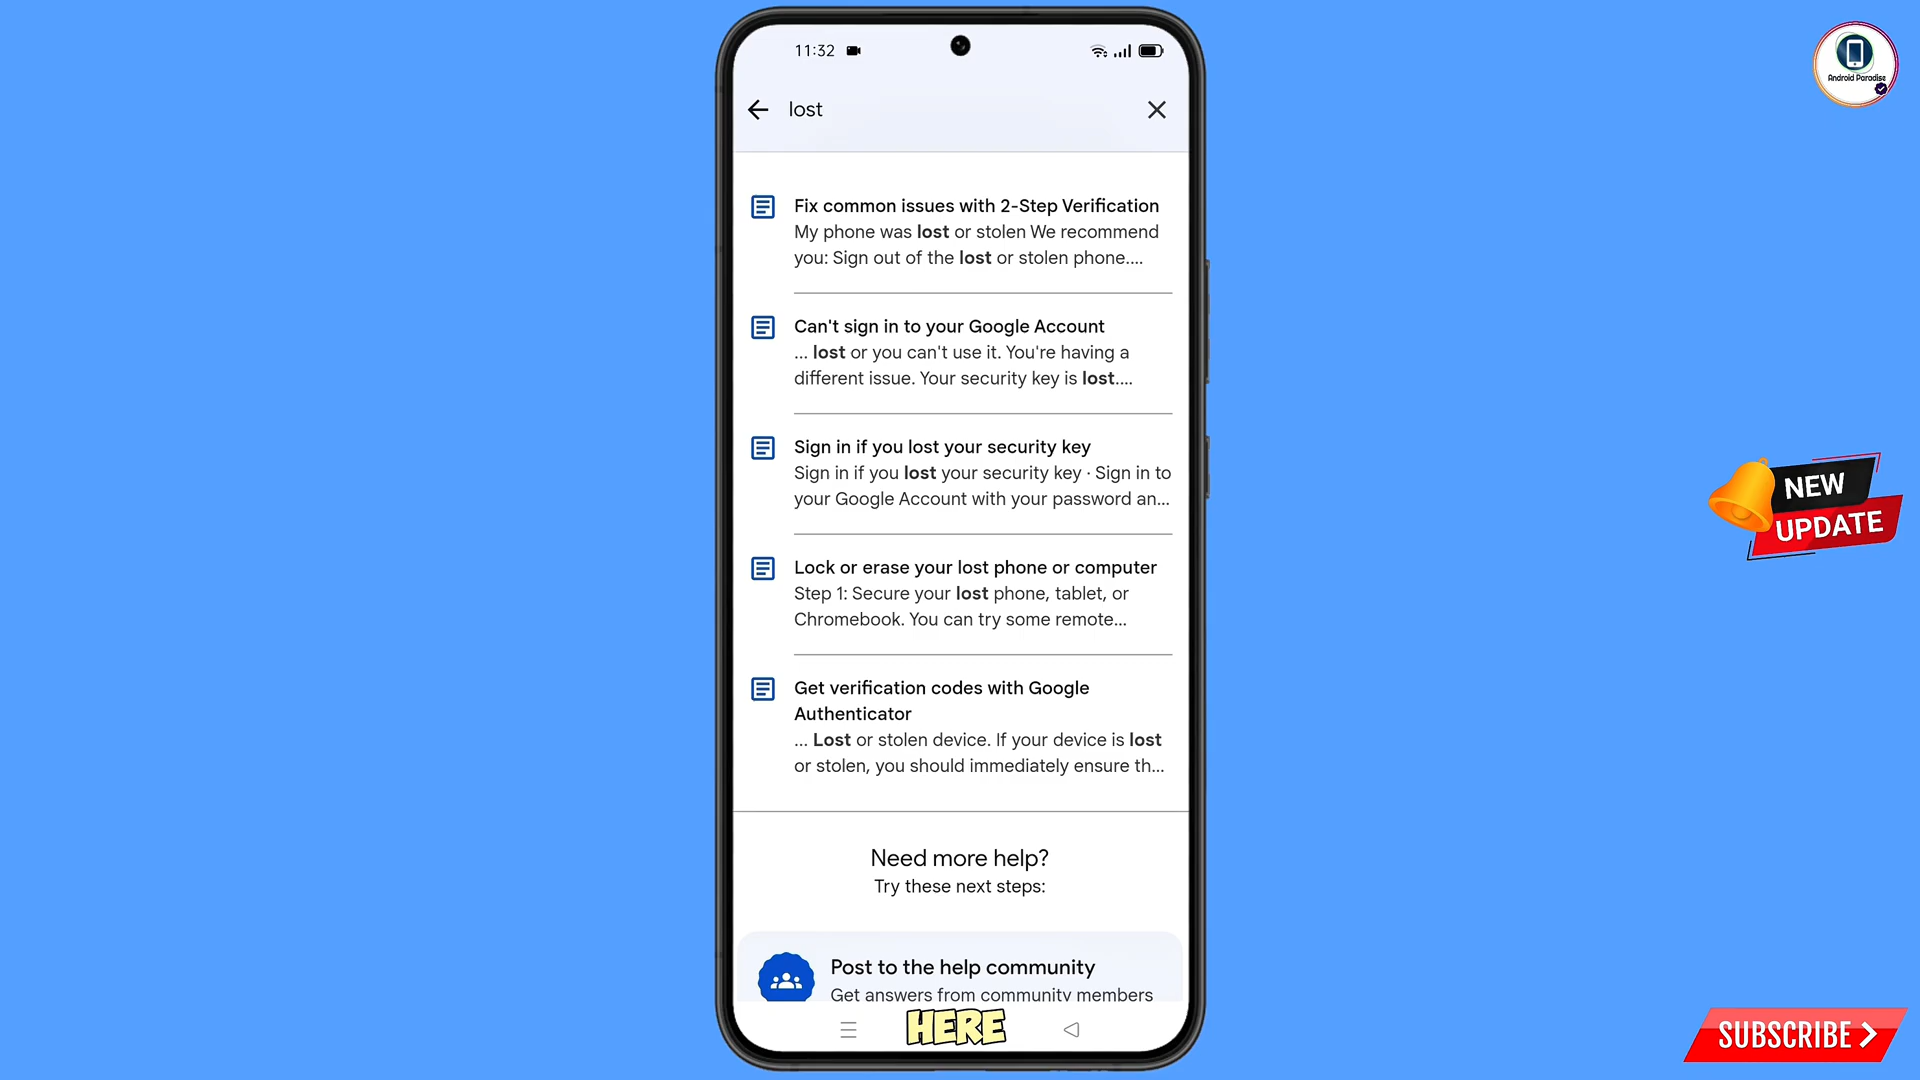 11:32
lost
Fix common issues with 2-Step Verification
My phone was lost or stolen We recommend
you: Sign out of the lost or stolen phone....
Can't sign in to your Google Account
... lost or you can't use it. You're having a
different issue. Your security key is lost....
Sign in if you lost your security key
Sign in if you lost your security key · Sign in to
your Google Account with your password an...
Lock or erase your lost phone or computer
Step 1: Secure your lost phone, tablet, or
Chromebook. You can try some remote...
Get verification codes with Google
Authenticator
... Lost or stolen device. If your device is lost
or stolen, you should immediately ensure th...
Need more help?
Try these next steps:
Post to the help community
Get answers from community members
HERE
Android Paradise
NEW
UPDATE
SUBSCRIBE